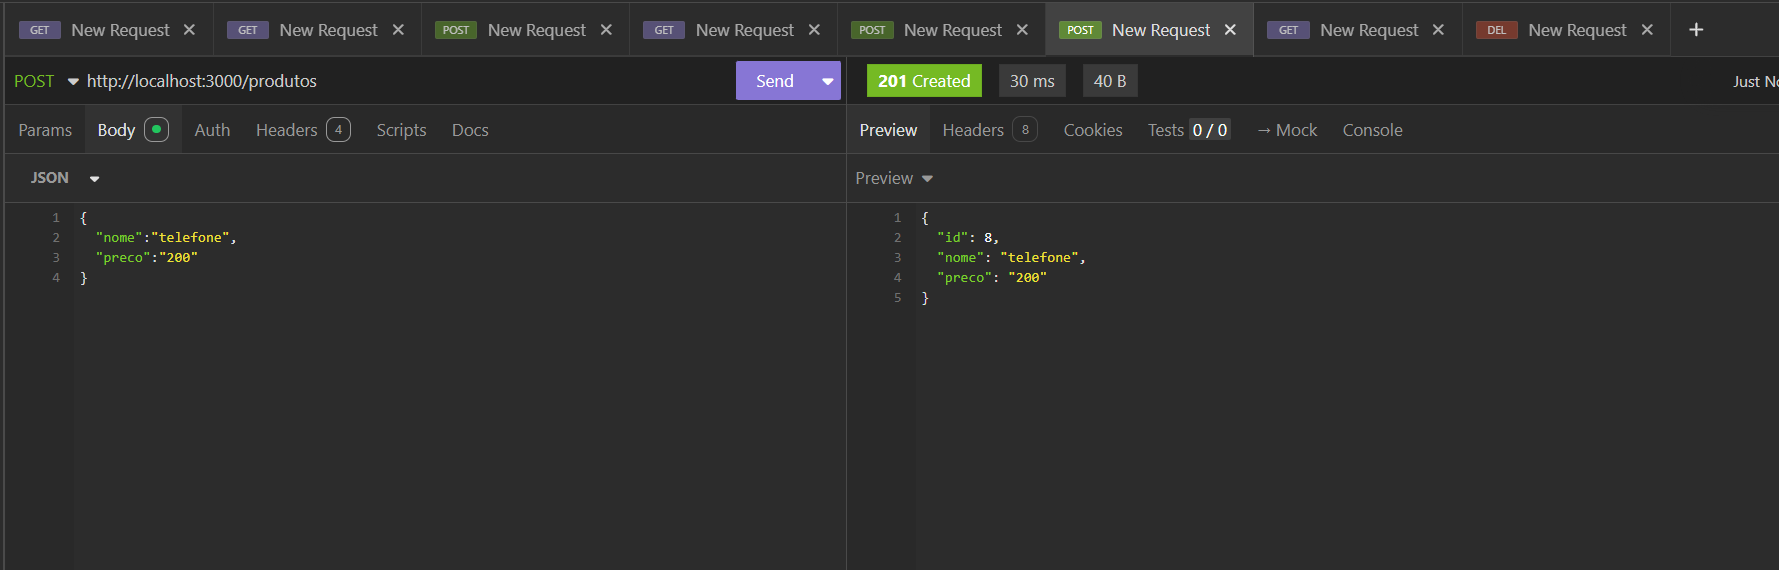 GET New Request × GET New Request × POST New Request × GET New Request × POST New Request × POST New Request × GET New Request × DEL New Request × +
POST http://localhost:3000/produtos Send
201 Created 30 ms 40 B Just No
Params Body Auth Headers 4 Scripts Docs
Preview Headers 8 Cookies Tests 0 / 0 → Mock Console
JSON
Preview
1 {
2 "nome":"telefone",
3 "preco":"200"
4 }
1 {
2 "id": 8,
3 "nome": "telefone",
4 "preco": "200"
5 }